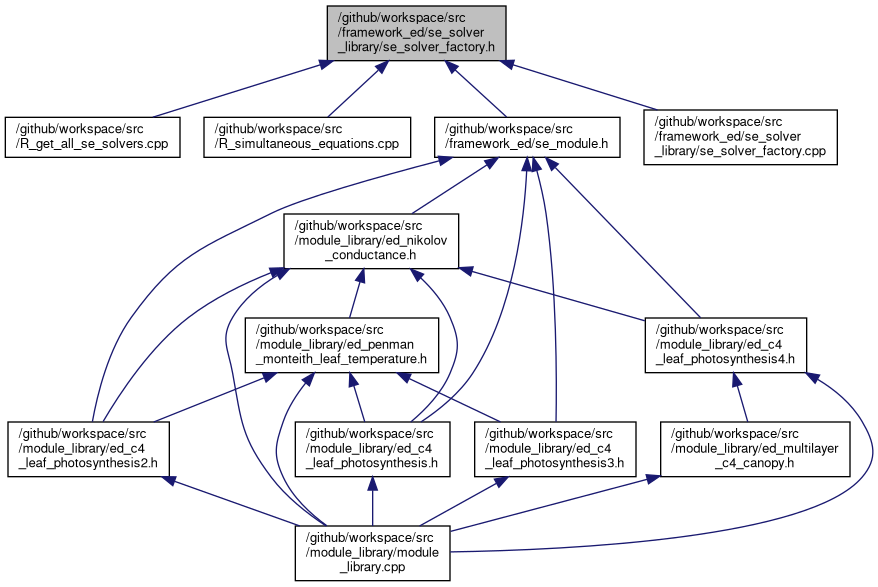 /github/workspace/src
/framework_ed/se_solver
_library/se_solver_factory.h
/github/workspace/src
/R_get_all_se_solvers.cpp
/github/workspace/src
/R_simultaneous_equations.cpp
/github/workspace/src
/framework_ed/se_module.h
/github/workspace/src
/framework_ed/se_solver
_library/se_solver_factory.cpp
/github/workspace/src
/module_library/ed_nikolov
_conductance.h
/github/workspace/src
/module_library/ed_penman
_monteith_leaf_temperature.h
/github/workspace/src
/module_library/ed_c4
_leaf_photosynthesis4.h
/github/workspace/src
/module_library/ed_c4
_leaf_photosynthesis2.h
/github/workspace/src
/module_library/ed_c4
_leaf_photosynthesis.h
/github/workspace/src
/module_library/ed_c4
_leaf_photosynthesis3.h
/github/workspace/src
/module_library/ed_multilayer
_c4_canopy.h
/github/workspace/src
/module_library/module
_library.cpp